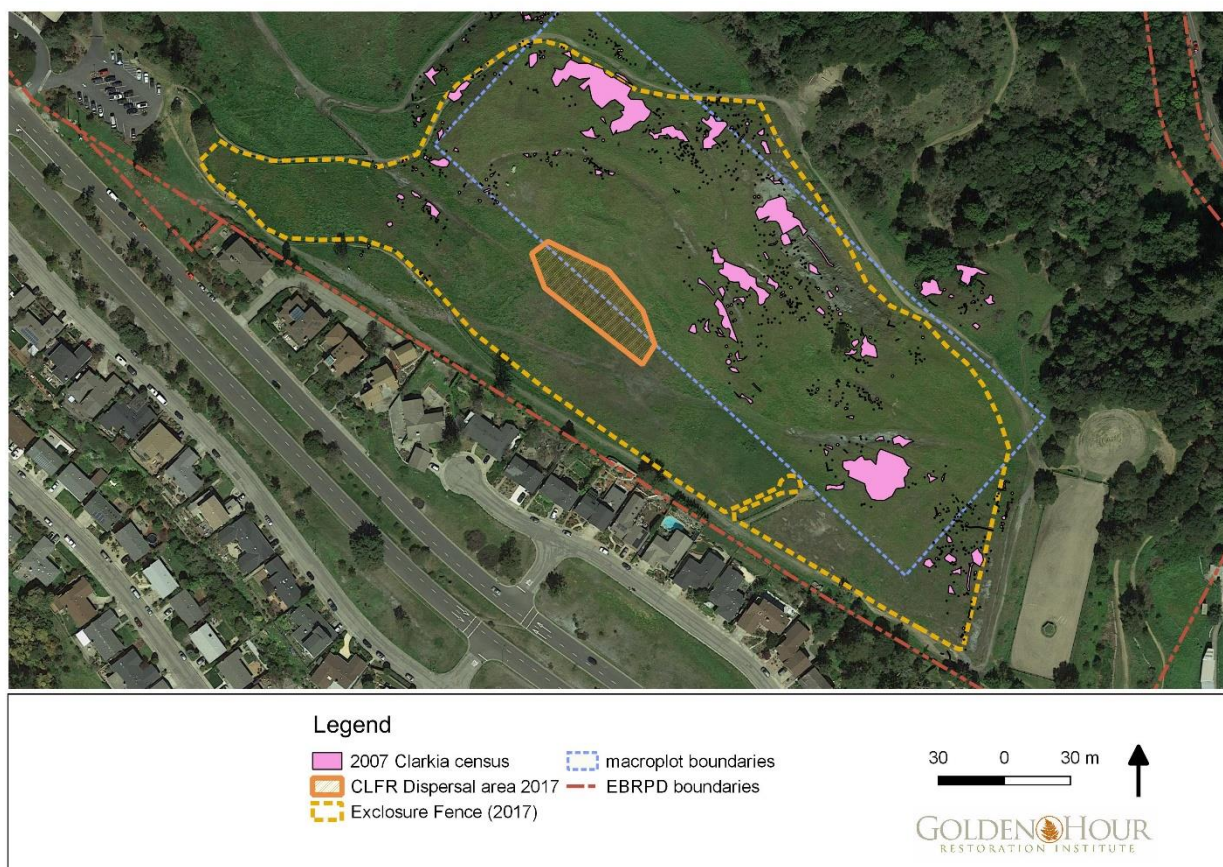 Legend
2007 Clarkia census
CLFR Dispersal area 2017
Exclosure Fence (2017)
macroplot boundaries
EBRPD boundaries
30 0 30 m
GOLDEN HOUR
RESTORATION INSTITUTE